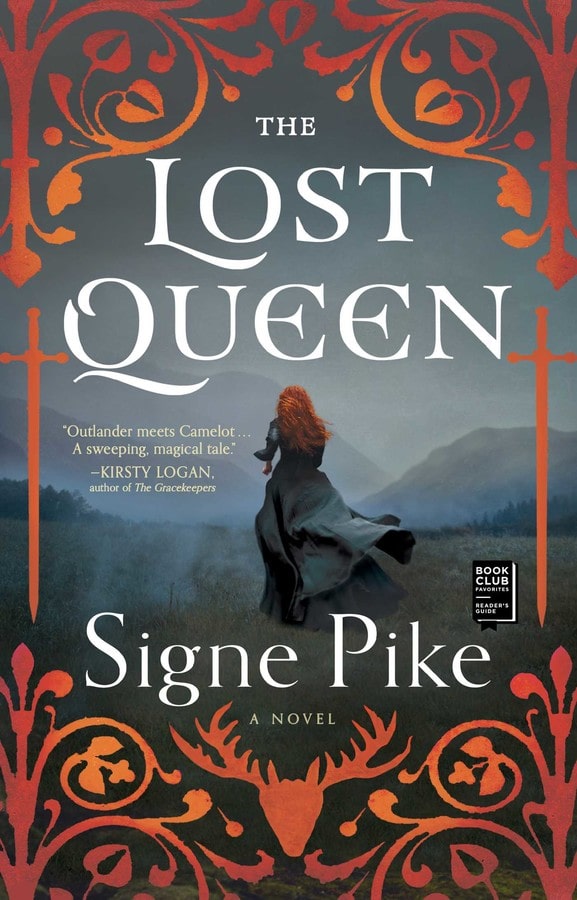 THE
LOST
QUEEN
“Outlander meets Camelot…
A sweeping, magical tale.”
—KIRSTY LOGAN,
author of The Gracekeepers
BOOK
CLUB
FAVORITES
READER'S
GUIDE
Signe Pike
A NOVEL